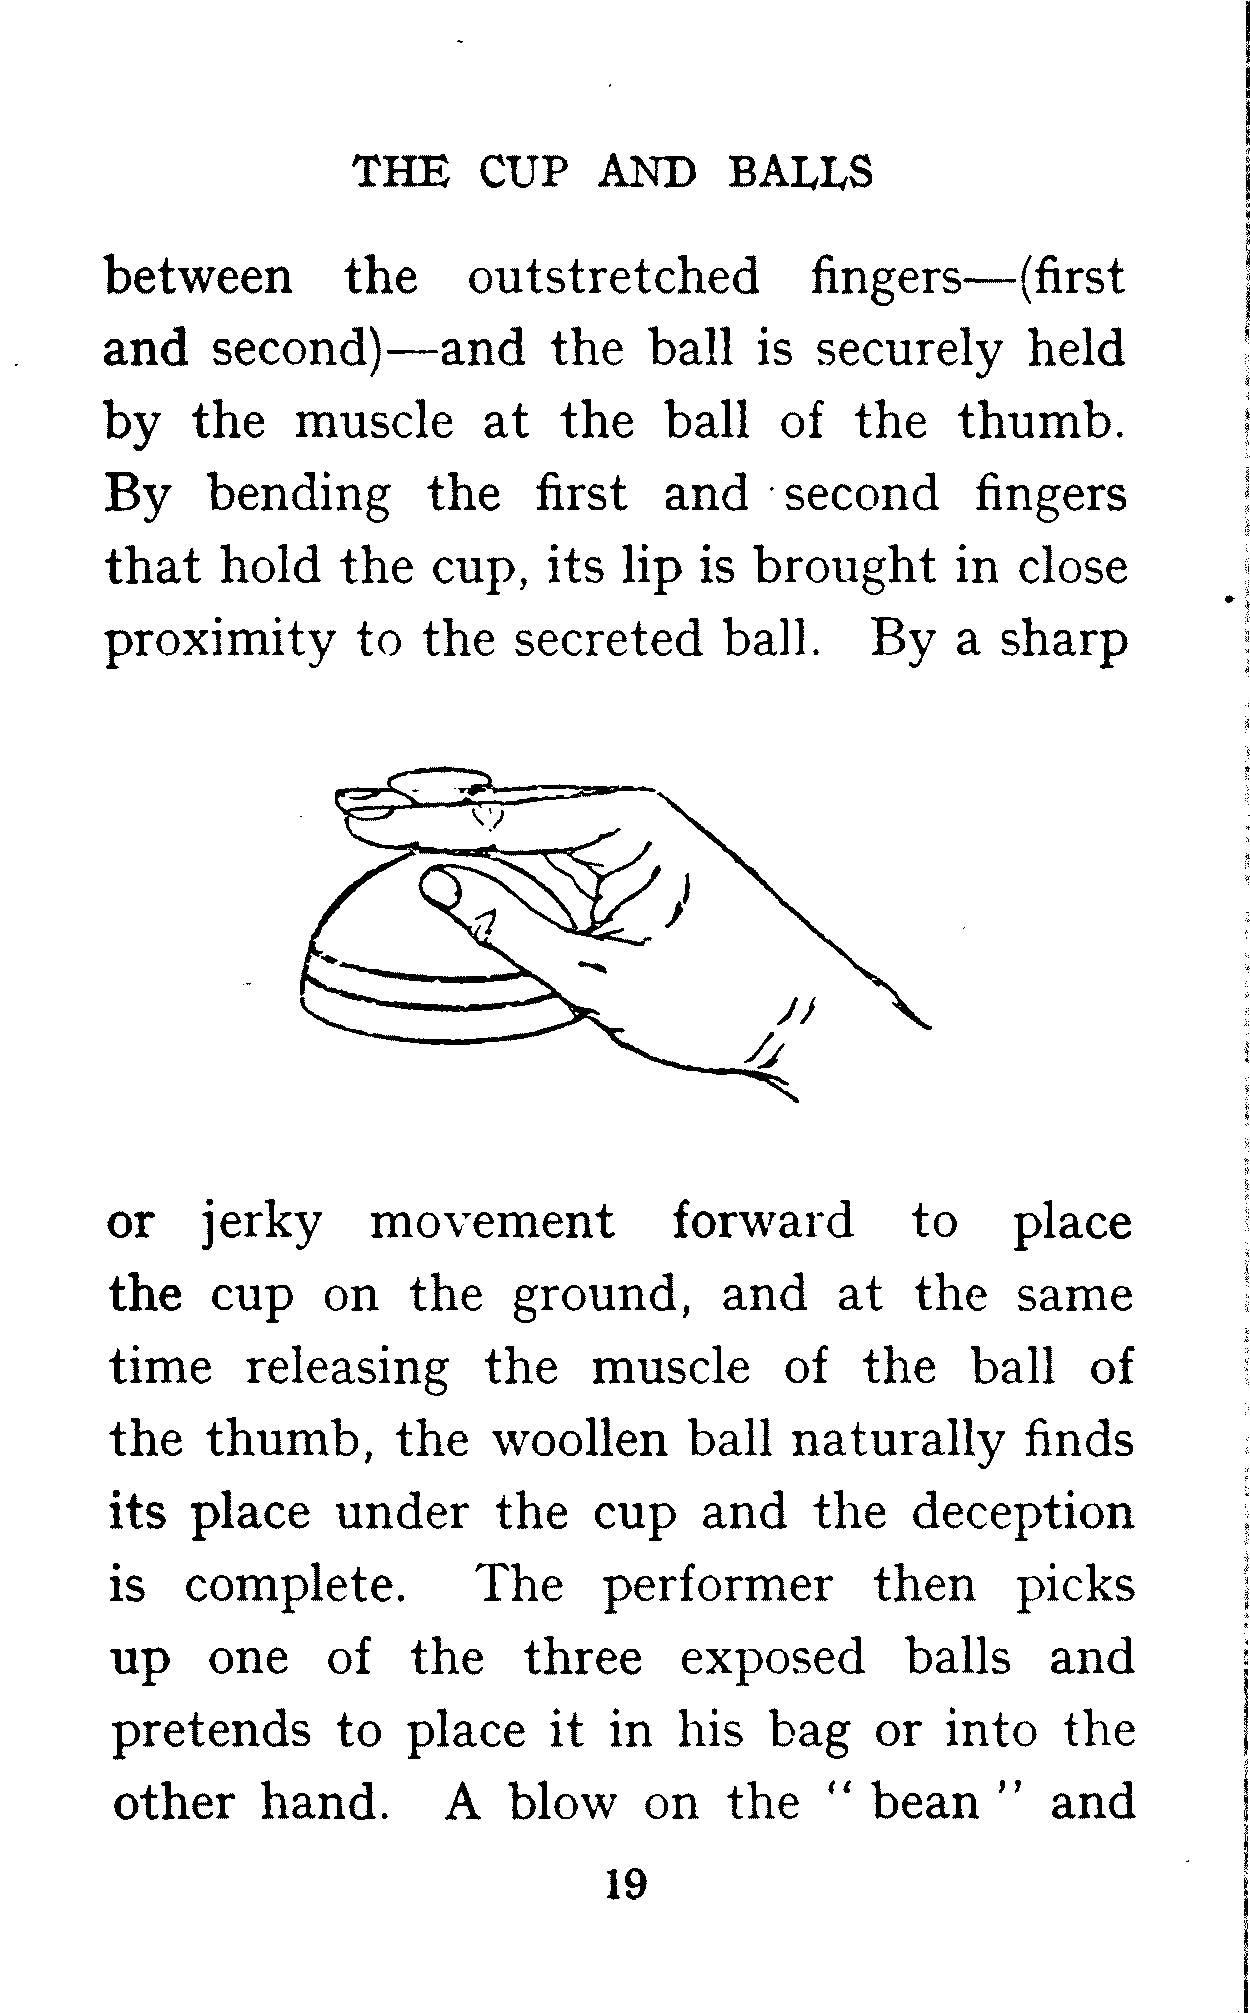 THE CUP AND BALLS
between the outstretched fingers—(first
and second)—and the ball is securely held
by the muscle at the ball of the thumb.
By bending the first and second fingers
that hold the cup, its lip is brought in close
proximity to the secreted ball. By a sharp
or jerky movement forward to place
the cup on the ground, and at the same
time releasing the muscle of the ball of
the thumb, the woollen ball naturally finds
its place under the cup and the deception
is complete. The performer then picks
up one of the three exposed balls and
pretends to place it in his bag or into the
other hand. A blow on the “ bean ” and
19